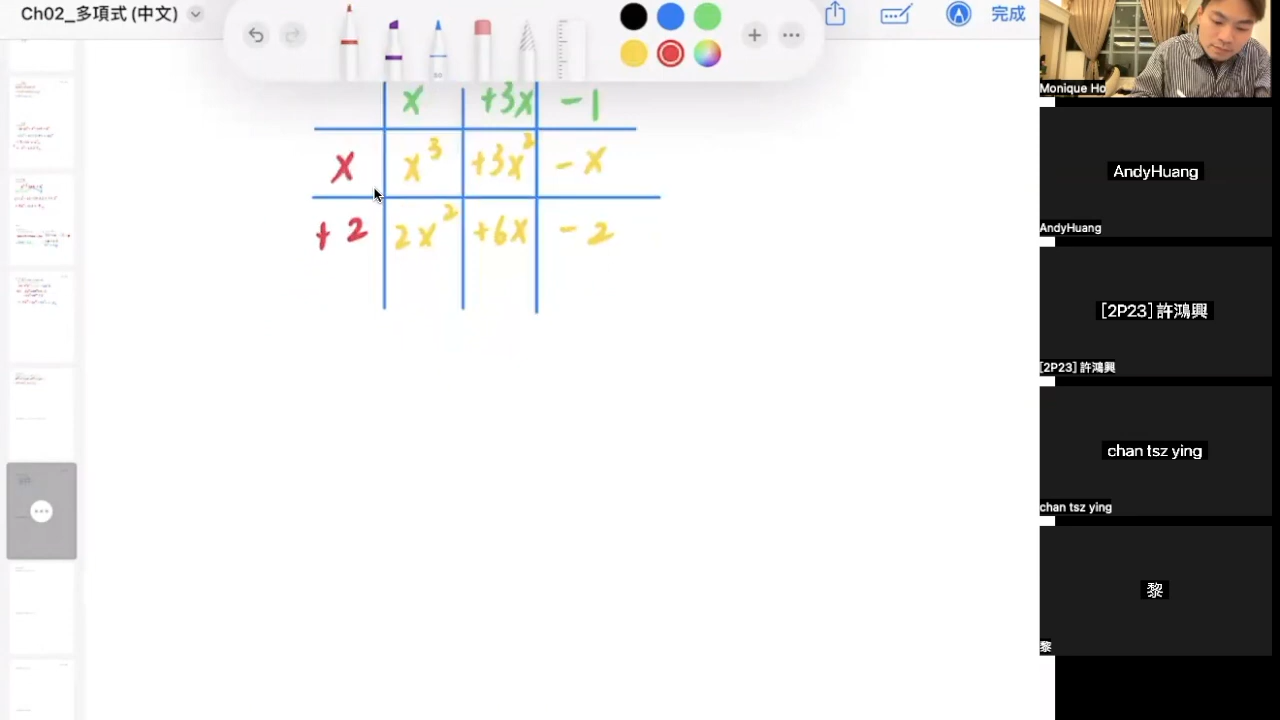 Ch02_多項式 (中文)
完成
x +3x -1
x x³ +3x² -x
+2 2x² +6x -2
Monique Ho
AndyHuang
AndyHuang
[2P23] 許鴻興
[2P23] 許鴻興
chan tsz ying
chan tsz ying
黎
黎